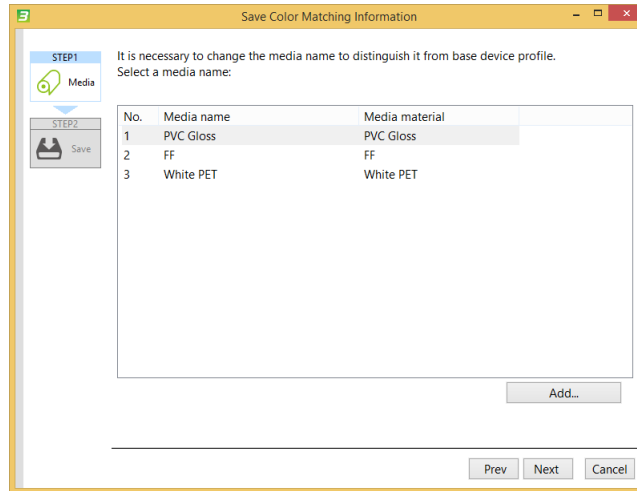 3 Save Color Matching Information
STEP1
Media
STEP2
Save
It is necessary to change the media name to distinguish it from base device profile.
Select a media name:
No. Media name Media material
1 PVC Gloss PVC Gloss
2 FF FF
3 White PET White PET
Add...
Prev Next Cancel